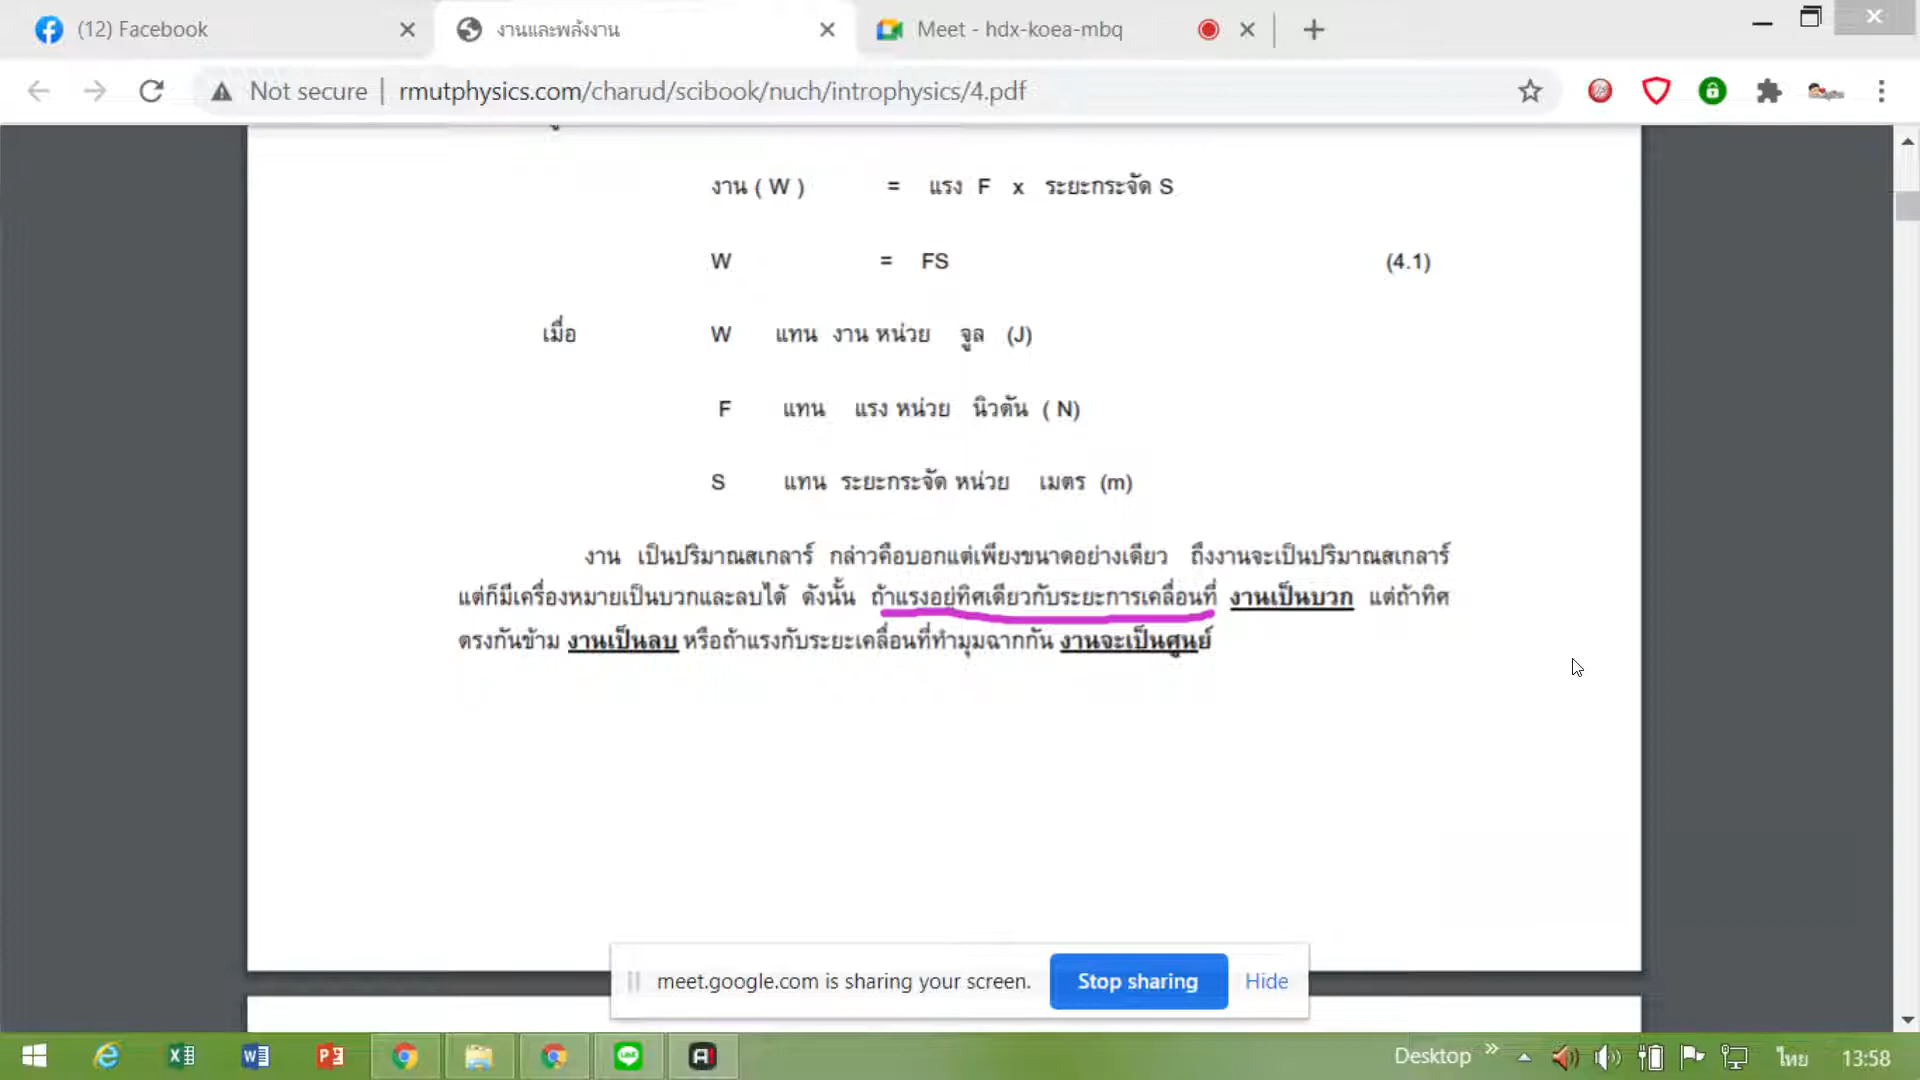 (12) Facebook
งานและพลังงาน
Meet - hdx-koea-mbq
Not secure
rmutphysics.com/charud/scibook/nuch/introphysics/4.pdf
งาน ( W ) = แรง F x ระยะกระจัด S
W = FS (4.1)
เมื่อ W แทน งาน หน่วย จูล (J)
F แทน แรง หน่วย นิวตัน ( N)
S แทน ระยะกระจัด หน่วย เมตร (m)
งาน เป็นปริมาณสเกลาร์ กล่าวคือบอกแต่เพียงขนาดอย่างเดียว ถึงงานจะเป็นปริมาณสเกลาร์
แต่ก็มีเครื่องหมายเป็นบวกและลบได้ ดังนั้น ถ้าแรงอยู่ทิศเดียวกับระยะการเคลื่อนที่ งานเป็นบวก แต่ถ้าทิศ
ตรงกันข้าม งานเป็นลบ หรือถ้าแรงกับระยะเคลื่อนที่ทำมุมฉากกัน งานจะเป็นศูนย์
meet.google.com is sharing your screen.
Stop sharing
Hide
Desktop
ไทย
13:58